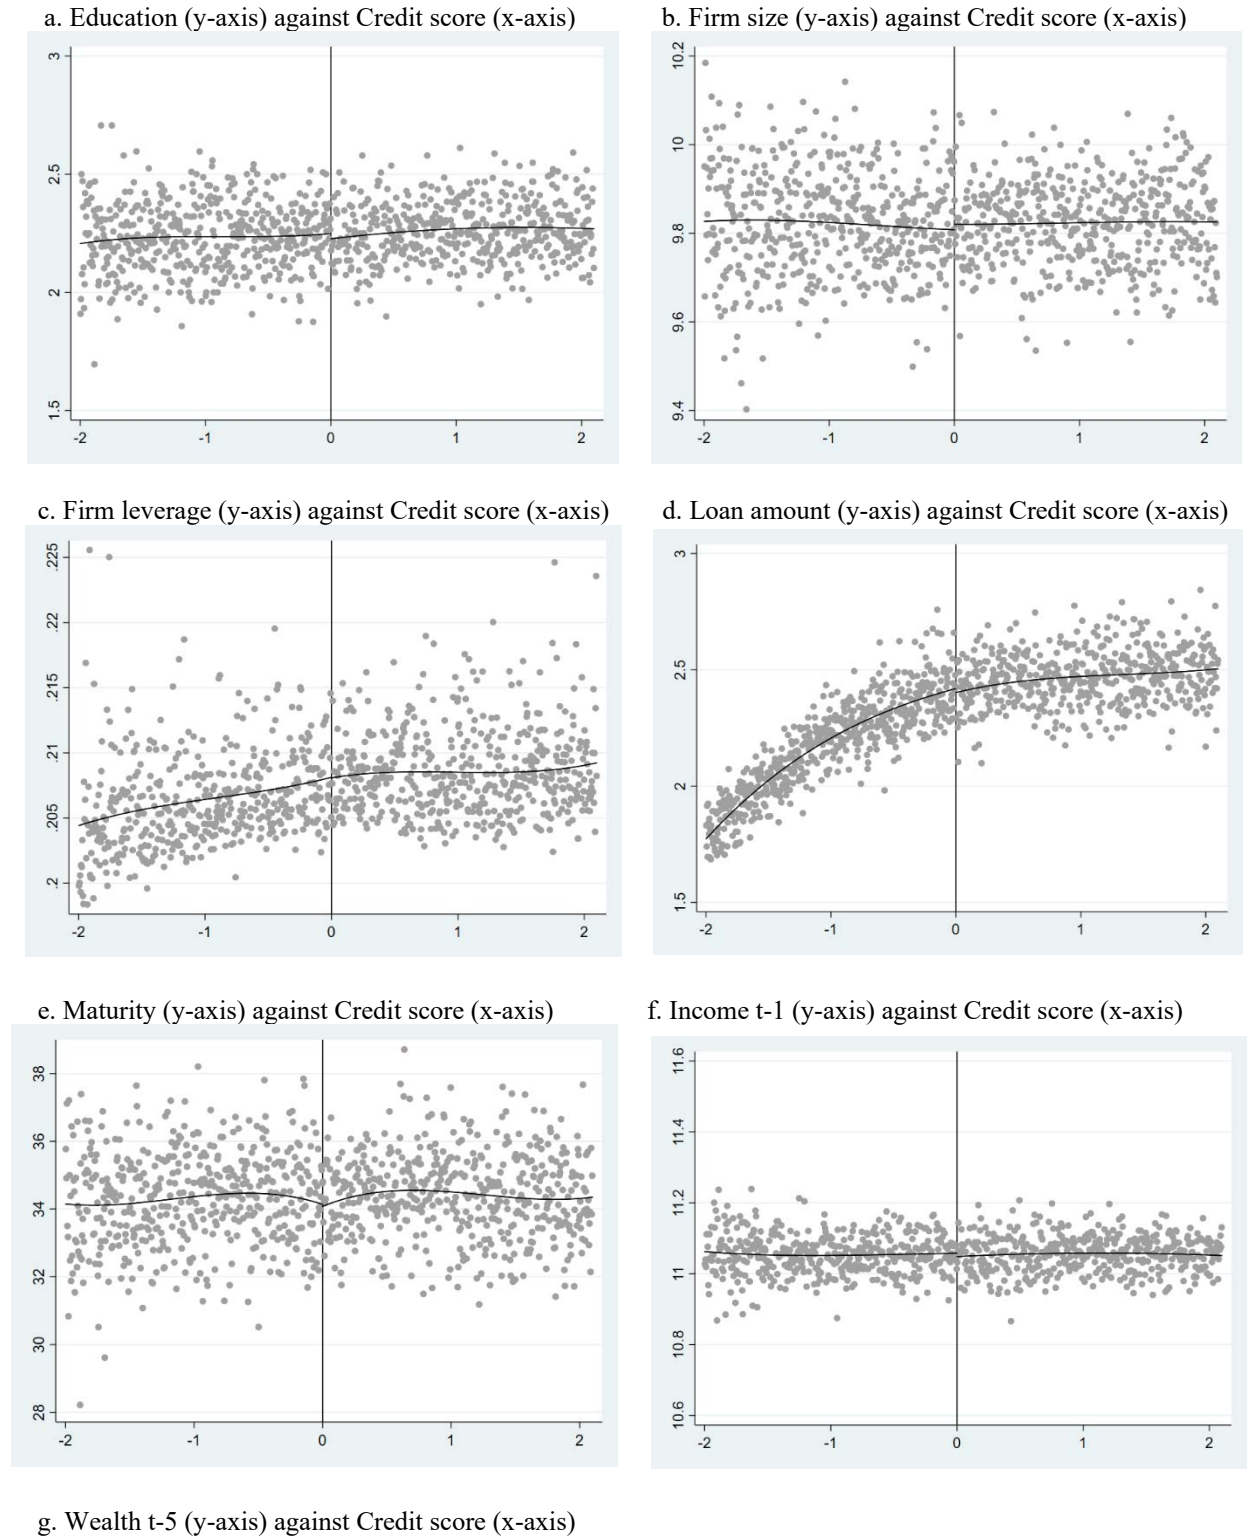 a. Education (y-axis) against Credit score (x-axis)
b. Firm size (y-axis) against Credit score (x-axis)
3
2.5
2
1.5
-2 -1 0 1 2
10.2
10
9.8
9.6
9.4
-2 -1 0 1 2
c. Firm leverage (y-axis) against Credit score (x-axis)
d. Loan amount (y-axis) against Credit score (x-axis)
.225
.22
.215
.21
.205
.2
-2 -1 0 1 2
3
2.5
2
1.5
-2 -1 0 1 2
e. Maturity (y-axis) against Credit score (x-axis)
f. Income t-1 (y-axis) against Credit score (x-axis)
38
36
34
32
30
28
-2 -1 0 1 2
11.6
11.4
11.2
11
10.8
10.6
-2 -1 0 1 2
g. Wealth t-5 (y-axis) against Credit score (x-axis)